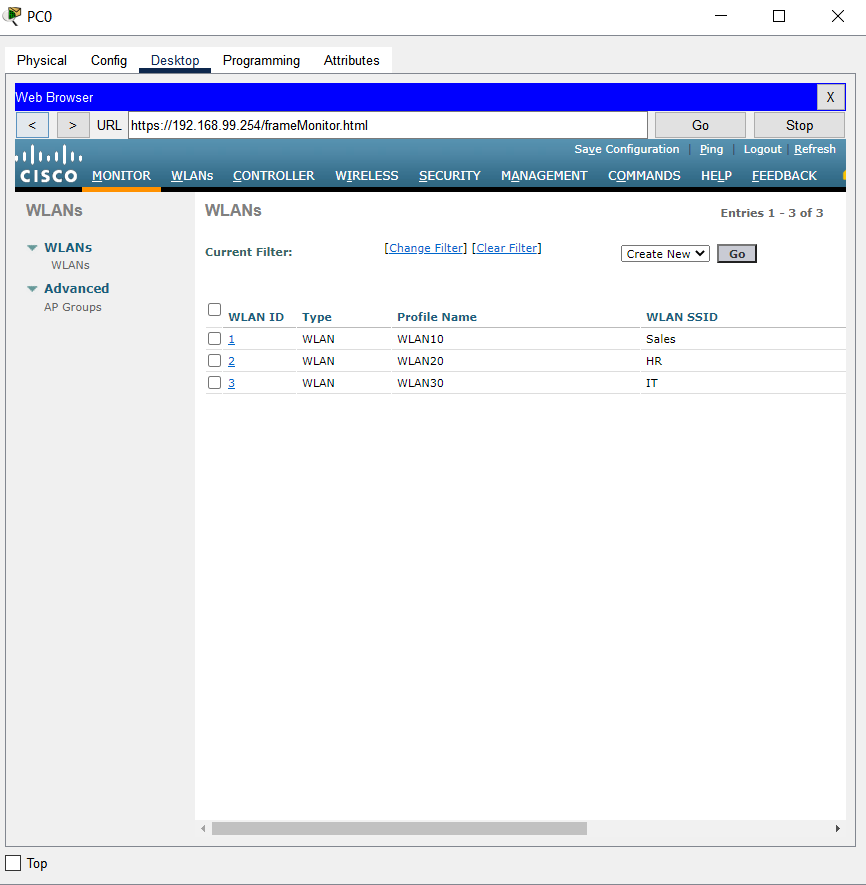 PC0
Physical Config Desktop Programming Attributes
Web Browser X
< > URL https://192.168.99.254/frameMonitor.html Go Stop
Save Configuration | Ping | Logout | Refresh
CISCO MONITOR WLANs CONTROLLER WIRELESS SECURITY MANAGEMENT COMMANDS HELP FEEDBACK
WLANs
WLANs
WLANs
Advanced
AP Groups
WLANs
Entries 1 - 3 of 3
Current Filter: [Change Filter] [Clear Filter] Create New Go
WLAN ID Type Profile Name WLAN SSID
1 WLAN WLAN10 Sales
2 WLAN WLAN20 HR
3 WLAN WLAN30 IT
Top